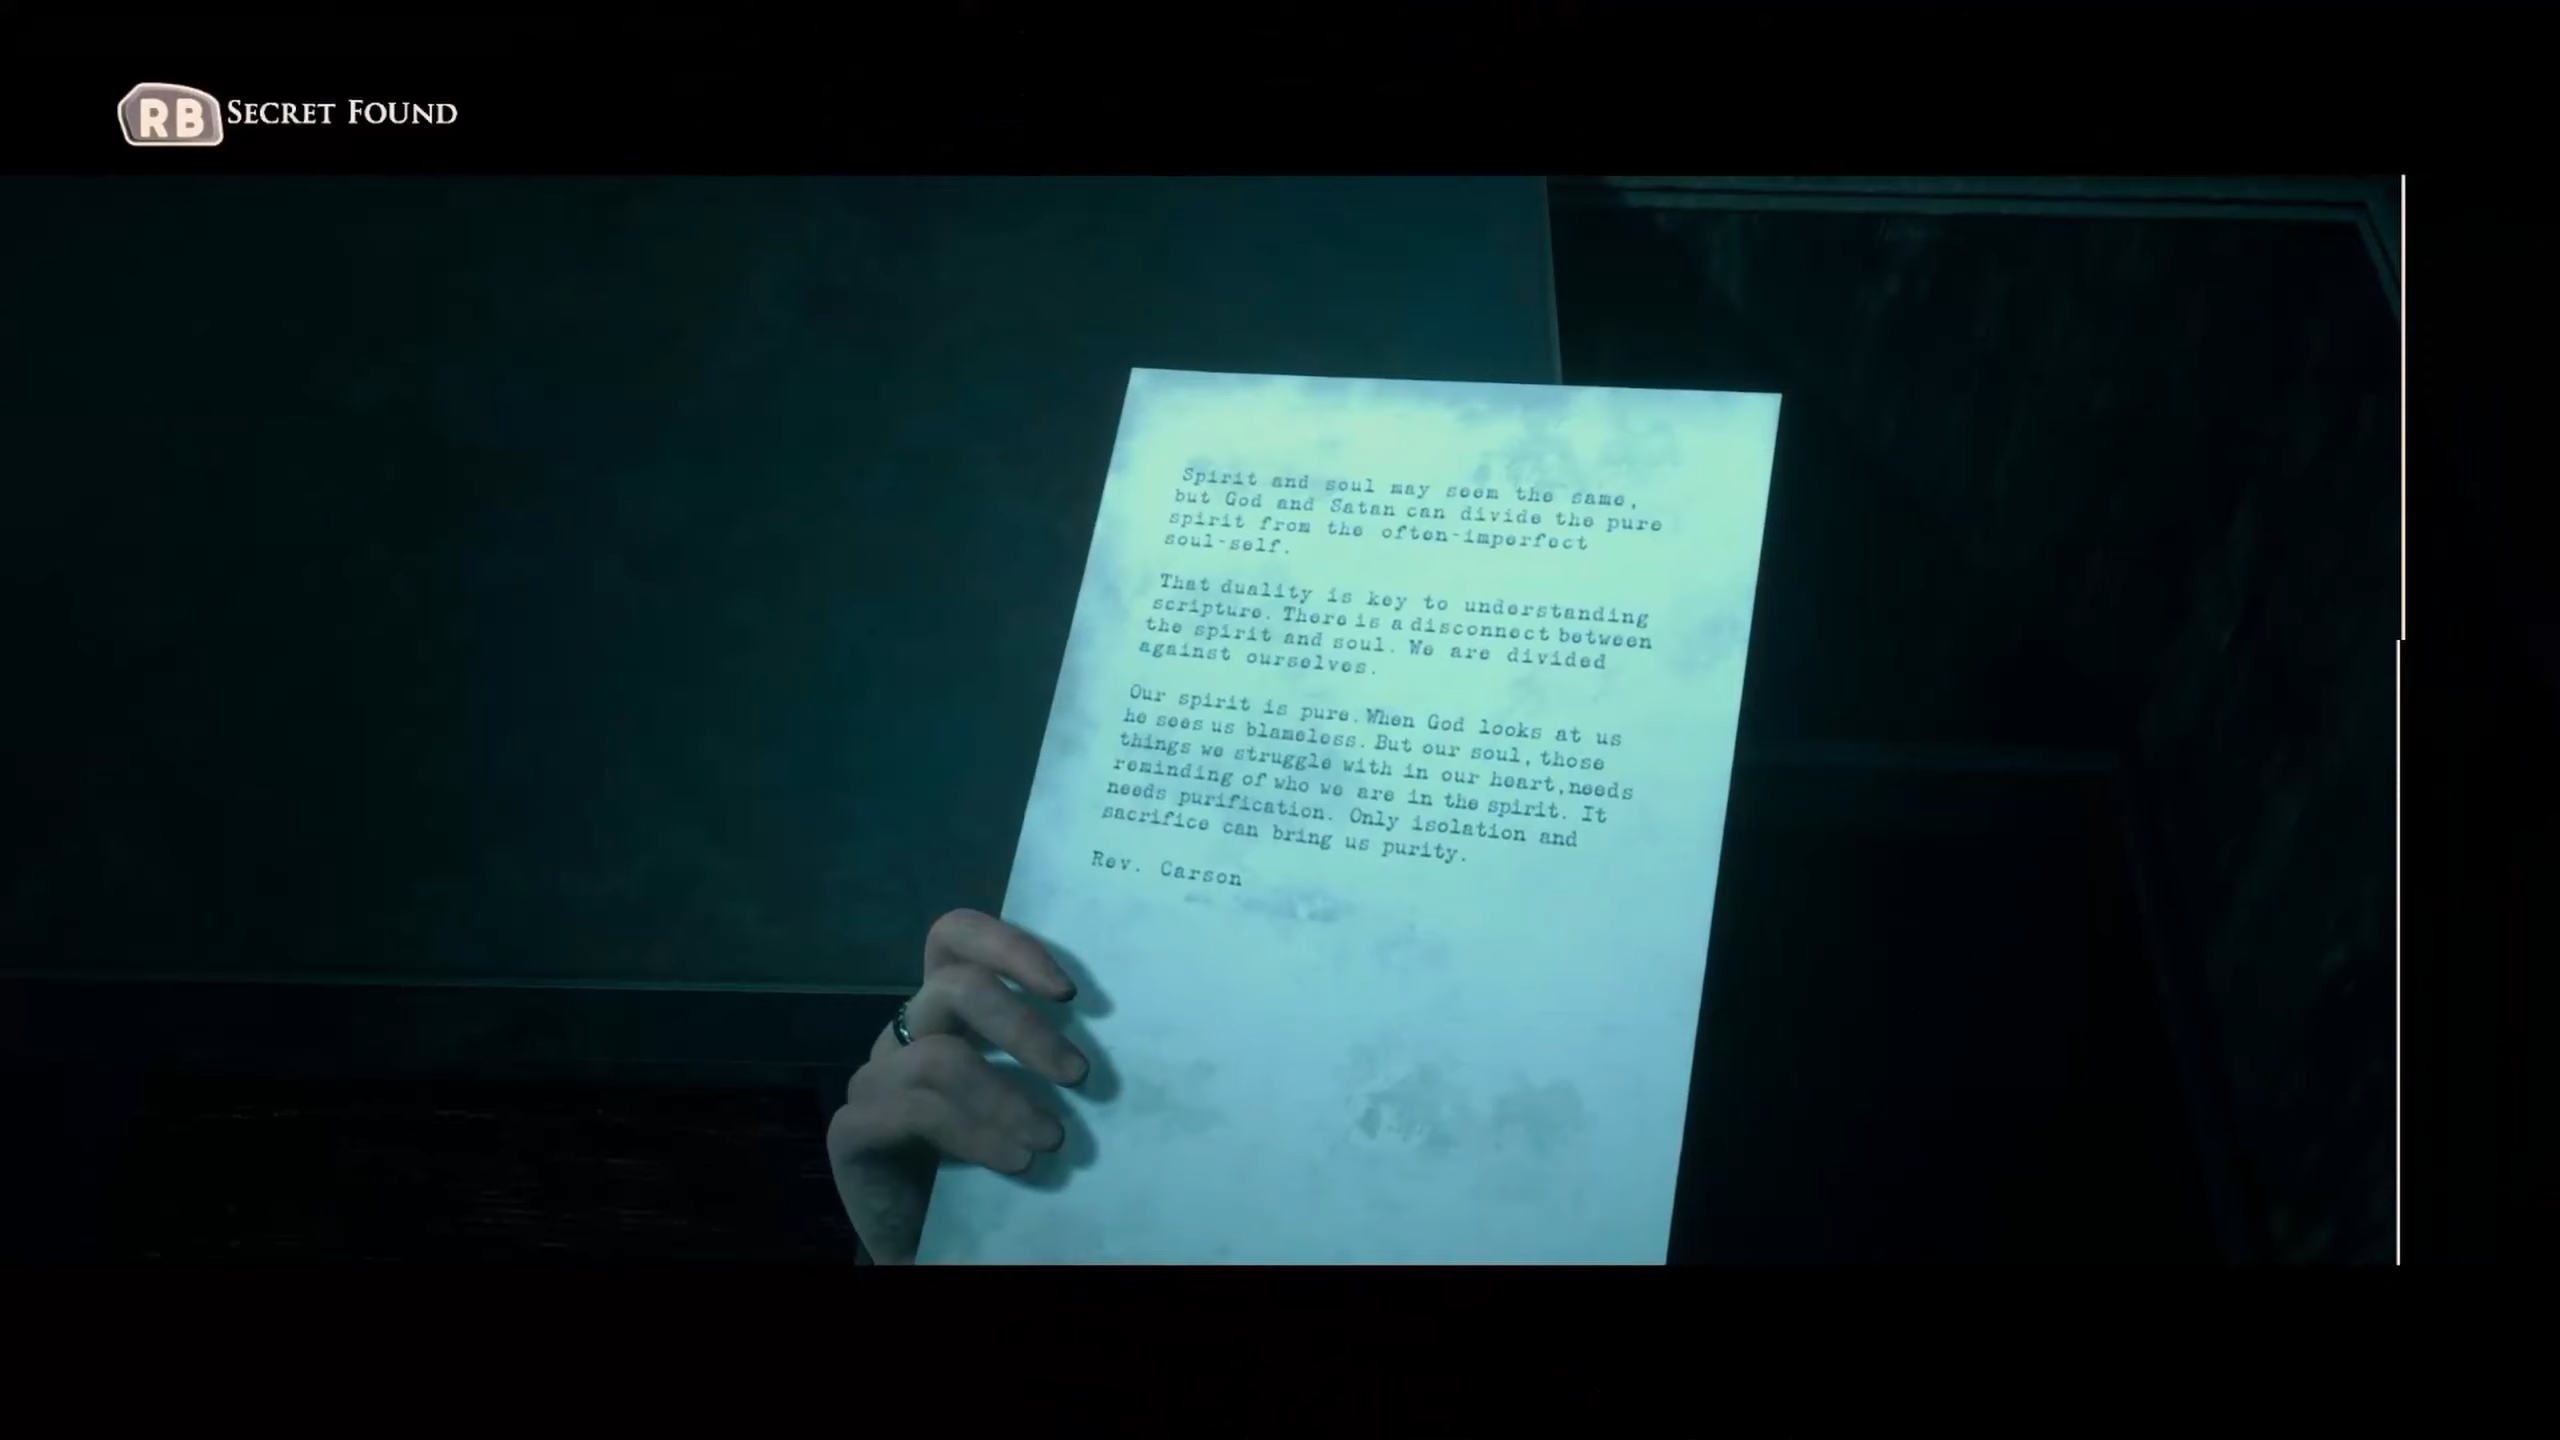 RB SECRET FOUND
Spirit and soul may seem the same,
but God and Satan can divide the pure
spirit from the often-imperfect
soul-self.
That duality is key to understanding
scripture. There is a disconnect between
the spirit and soul. We are divided
against ourselves.
Our spirit is pure. When God looks at us
he sees us blameless. But our soul, those
things we struggle with in our heart, needs
reminding of who we are in the spirit. It
needs purification. Only isolation and
sacrifice can bring us purity.
Rev. Carson